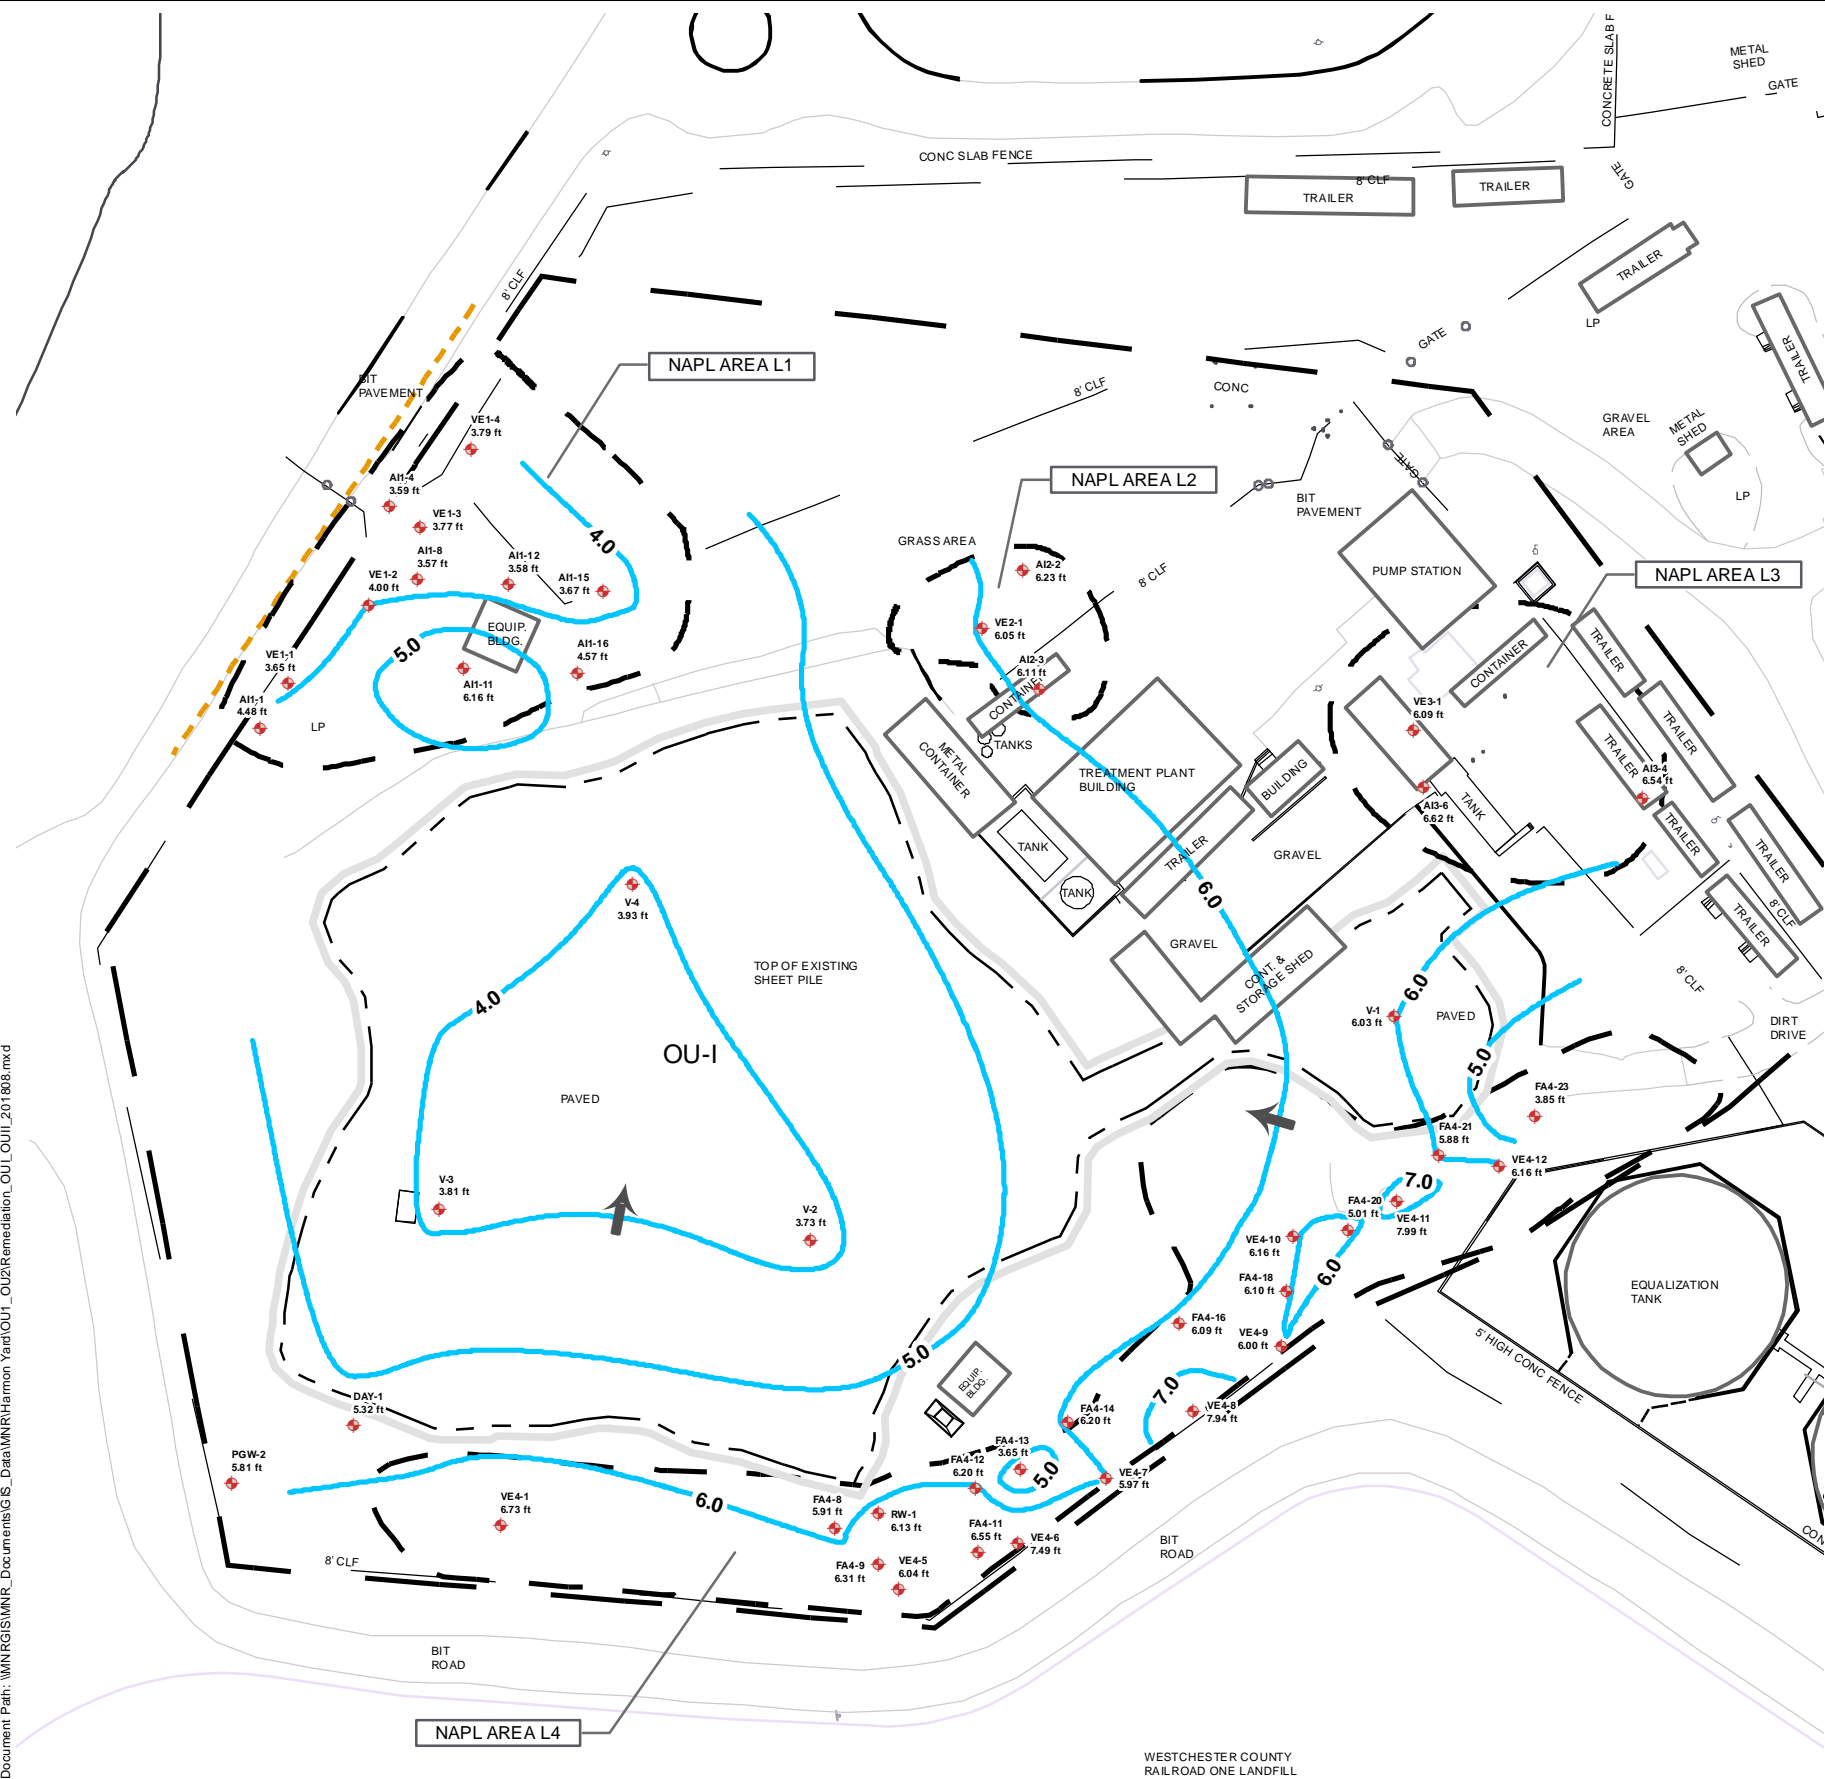 CONCRETE SLAB F
METAL
SHED
GATE
CONC SLAB FENCE
8' CLF
TRAILER
TRAILER
GATE
TRAILER
8' CLF
LP
GATE
TRAILER
NAPL AREA L1
BIT
PAVEMENT
8' CLF
CONC
GRAVEL
AREA
METAL
SHED
VE1-4
3.79 ft
GATE
NAPL AREA L2
AI1-4
3.59 ft
BIT
PAVEMENT
LP
VE1-3
3.77 ft
4.0
GRASS AREA
AI1-8
3.57 ft
AI1-12
3.58 ft
AI1-15
3.67 ft
VE1-2
4.00 ft
AI2-2
6.23 ft
8' CLF
PUMP STATION
NAPL AREA L3
EQUIP.
BLDG.
VE2-1
6.05 ft
5.0
AI1-16
4.57 ft
VE1-1
3.65 ft
AI2-3
6.11 ft
CONTAINER
CONTAINER
TRAILER
AI1-11
6.16 ft
AI1-1
4.48 ft
LP
VE3-1
6.09 ft
TRAILER
METAL
CONTAINER
TANKS
TREATMENT PLANT
BUILDING
BUILDING
TRAILER
AI3-4
6.54 ft
AI3-6
6.62 ft
TANK
TANK
TRAILER
GRAVEL
TRAILER
TRAILER
TANK
6.0
V-4
3.93 ft
8' CLF
TRAILER
GRAVEL
TOP OF EXISTING
SHEET PILE
CONT. &
STORAGE SHED
4.0
6.0
8' CLF
V-1
6.03 ft
PAVED
DIRT
DRIVE
OU-I
5.0
PAVED
FA4-23
3.85 ft
FA4-21
5.88 ft
VE4-12
6.16 ft
V-3
3.81 ft
7.0
FA4-20
5.01 ft
V-2
3.73 ft
VE4-11
7.99 ft
VE4-10
6.16 ft
6.0
FA4-18
6.10 ft
EQUALIZATION
TANK
FA4-16
6.09 ft
VE4-9
6.00 ft
5' HIGH CONC FENCE
5.0
EQUIP.
BLDG.
7.0
DAY-1
5.32 ft
FA4-14
6.20 ft
VE4-8
7.94 ft
FA4-13
3.65 ft
PGW-2
5.81 ft
FA4-12
6.20 ft
5.0
VE4-7
5.97 ft
VE4-1
6.73 ft
6.0
FA4-8
5.91 ft
RW-1
6.13 ft
FA4-11
6.55 ft
VE4-6
7.49 ft
BIT
ROAD
CON
8' CLF
FA4-9
6.31 ft
VE4-5
6.04 ft
BIT
ROAD
NAPL AREA L4
WESTCHESTER COUNTY
RAILROAD ONE LANDFILL
Document Path: \\MNRGIS\MNR_Documents\GIS_Data\MNR\Harmon Yard\OU1_OU2\Remediation_OUI_OUII_201808.mxd